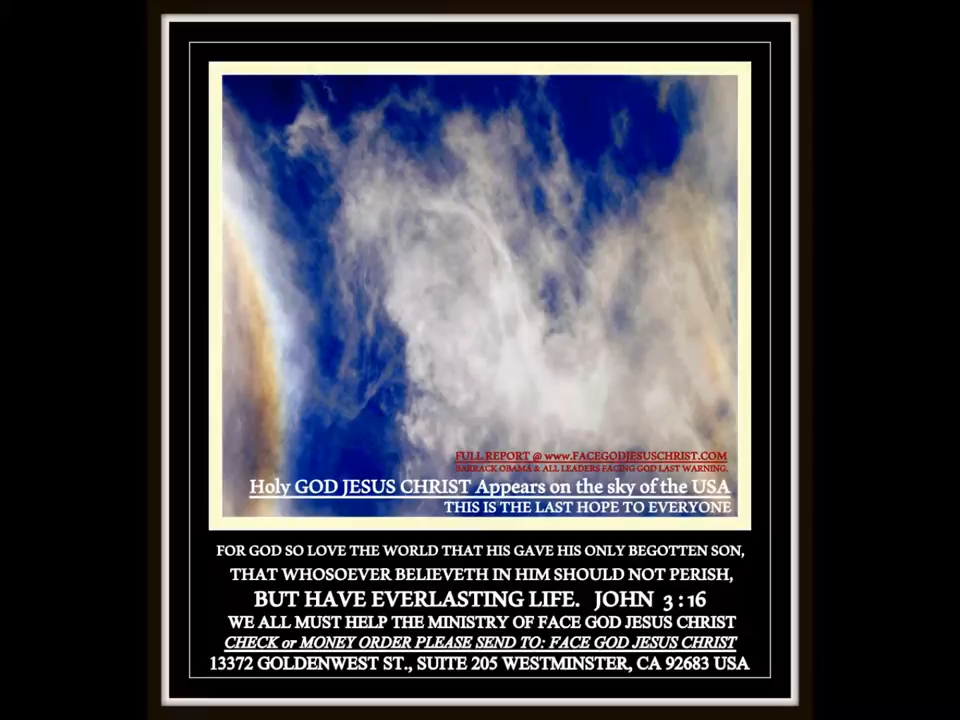 FULL REPORT @ www.FACEGODJESUSCHRIST.COM
BARRACK OBAMA & ALL LEADERS FACING GOD LAST WARNING.
Holy GOD JESUS CHRIST Appears on the sky of the USA
THIS IS THE LAST HOPE TO EVERYONE
FOR GOD SO LOVE THE WORLD THAT HIS GAVE HIS ONLY BEGOTTEN SON,
THAT WHOSOEVER BELIEVETH IN HIM SHOULD NOT PERISH,
BUT HAVE EVERLASTING LIFE. JOHN 3 : 16
WE ALL MUST HELP THE MINISTRY OF FACE GOD JESUS CHRIST
CHECK or MONEY ORDER PLEASE SEND TO: FACE GOD JESUS CHRIST
13372 GOLDENWEST ST., SUITE 205 WESTMINSTER, CA 92683 USA